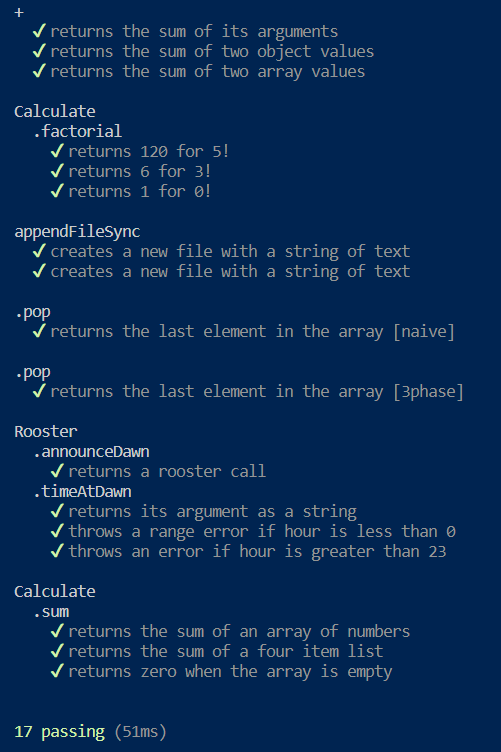 +
✓ returns the sum of its arguments
✓ returns the sum of two object values
✓ returns the sum of two array values
Calculate
.factorial
✓ returns 120 for 5!
✓ returns 6 for 3!
✓ returns 1 for 0!
appendFileSync
✓ creates a new file with a string of text
✓ creates a new file with a string of text
.pop
✓ returns the last element in the array [naive]
.pop
✓ returns the last element in the array [3phase]
Rooster
.announceDawn
✓ returns a rooster call
.timeAtDawn
✓ returns its argument as a string
✓ throws a range error if hour is less than 0
✓ throws an error if hour is greater than 23
Calculate
.sum
✓ returns the sum of an array of numbers
✓ returns the sum of a four item list
✓ returns zero when the array is empty
17 passing (51ms)